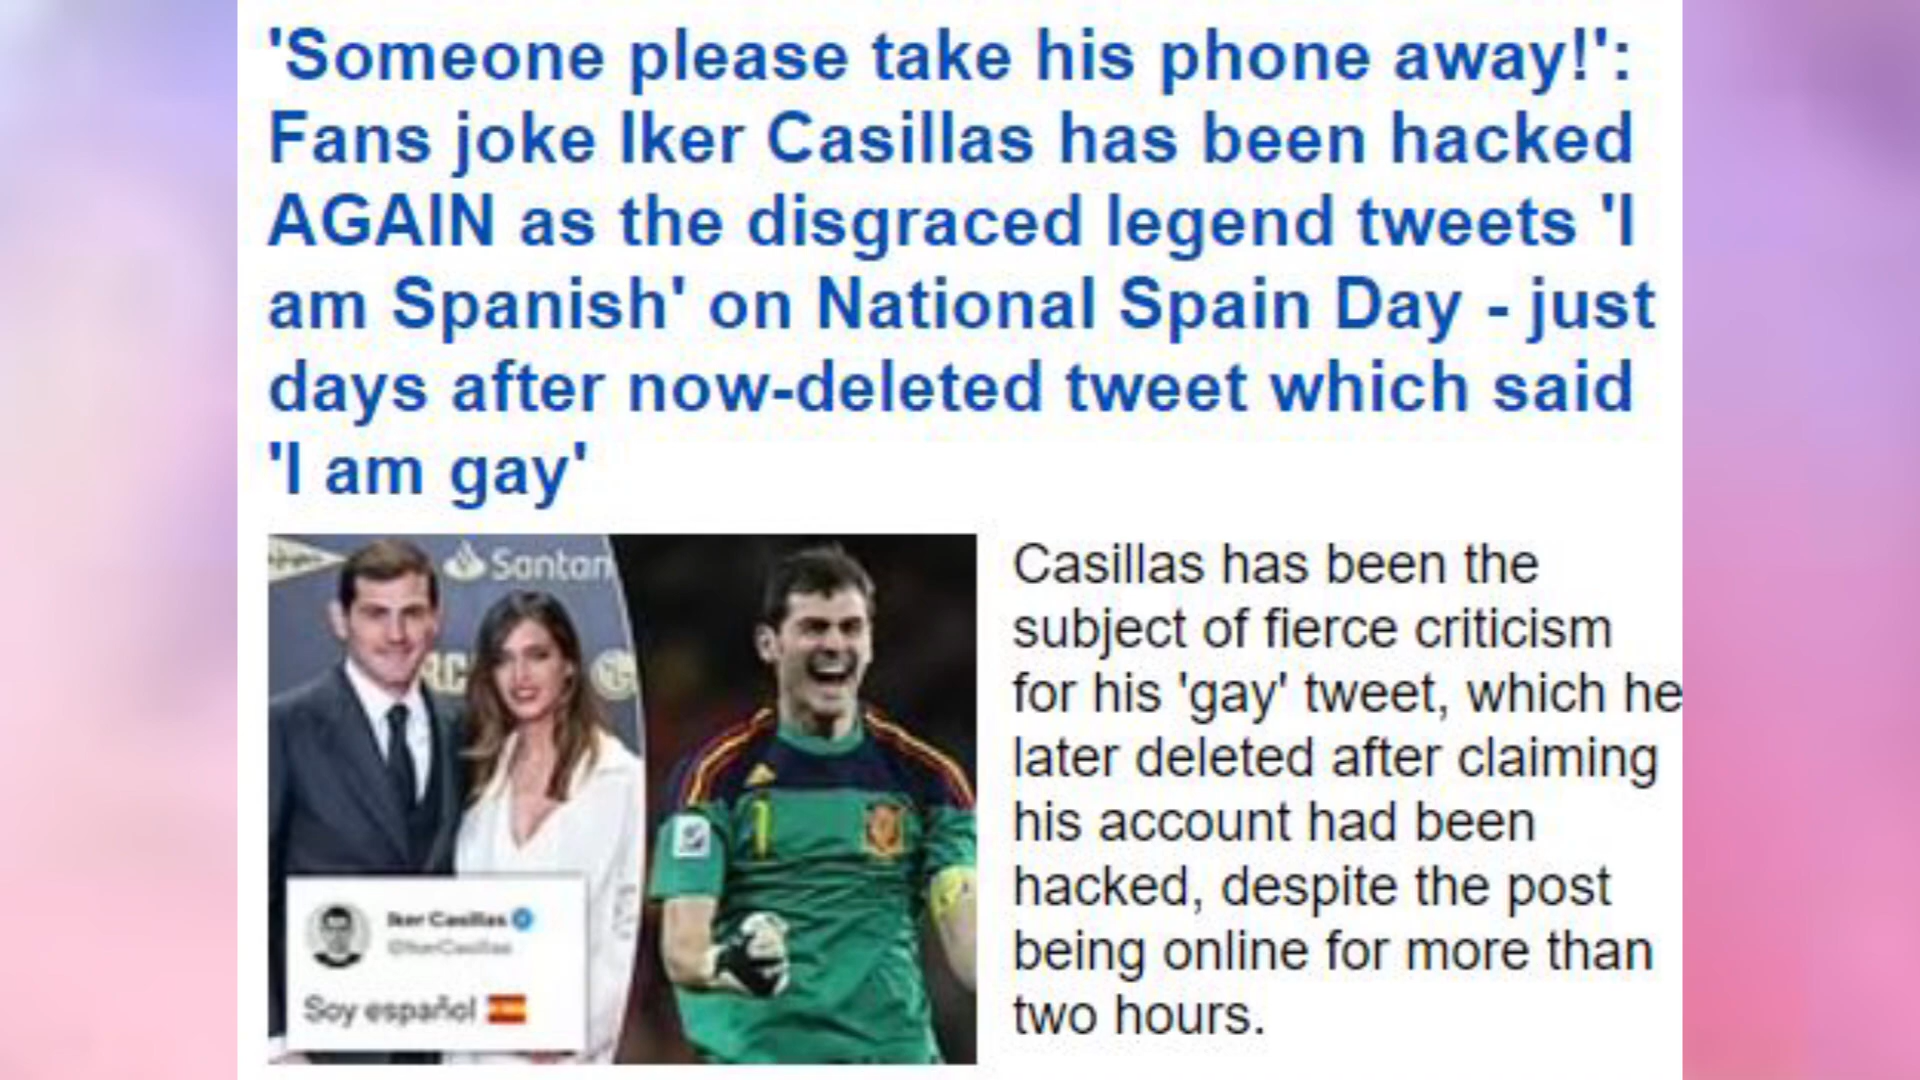 'Someone please take his phone away!':
Fans joke Iker Casillas has been hacked
AGAIN as the disgraced legend tweets 'I
am Spanish' on National Spain Day - just
days after now-deleted tweet which said
'I am gay'
Santan
RC
1
Iker Casillas
@IkerCasillas
Soy español
Casillas has been the
subject of fierce criticism
for his 'gay' tweet, which he
later deleted after claiming
his account had been
hacked, despite the post
being online for more than
two hours.